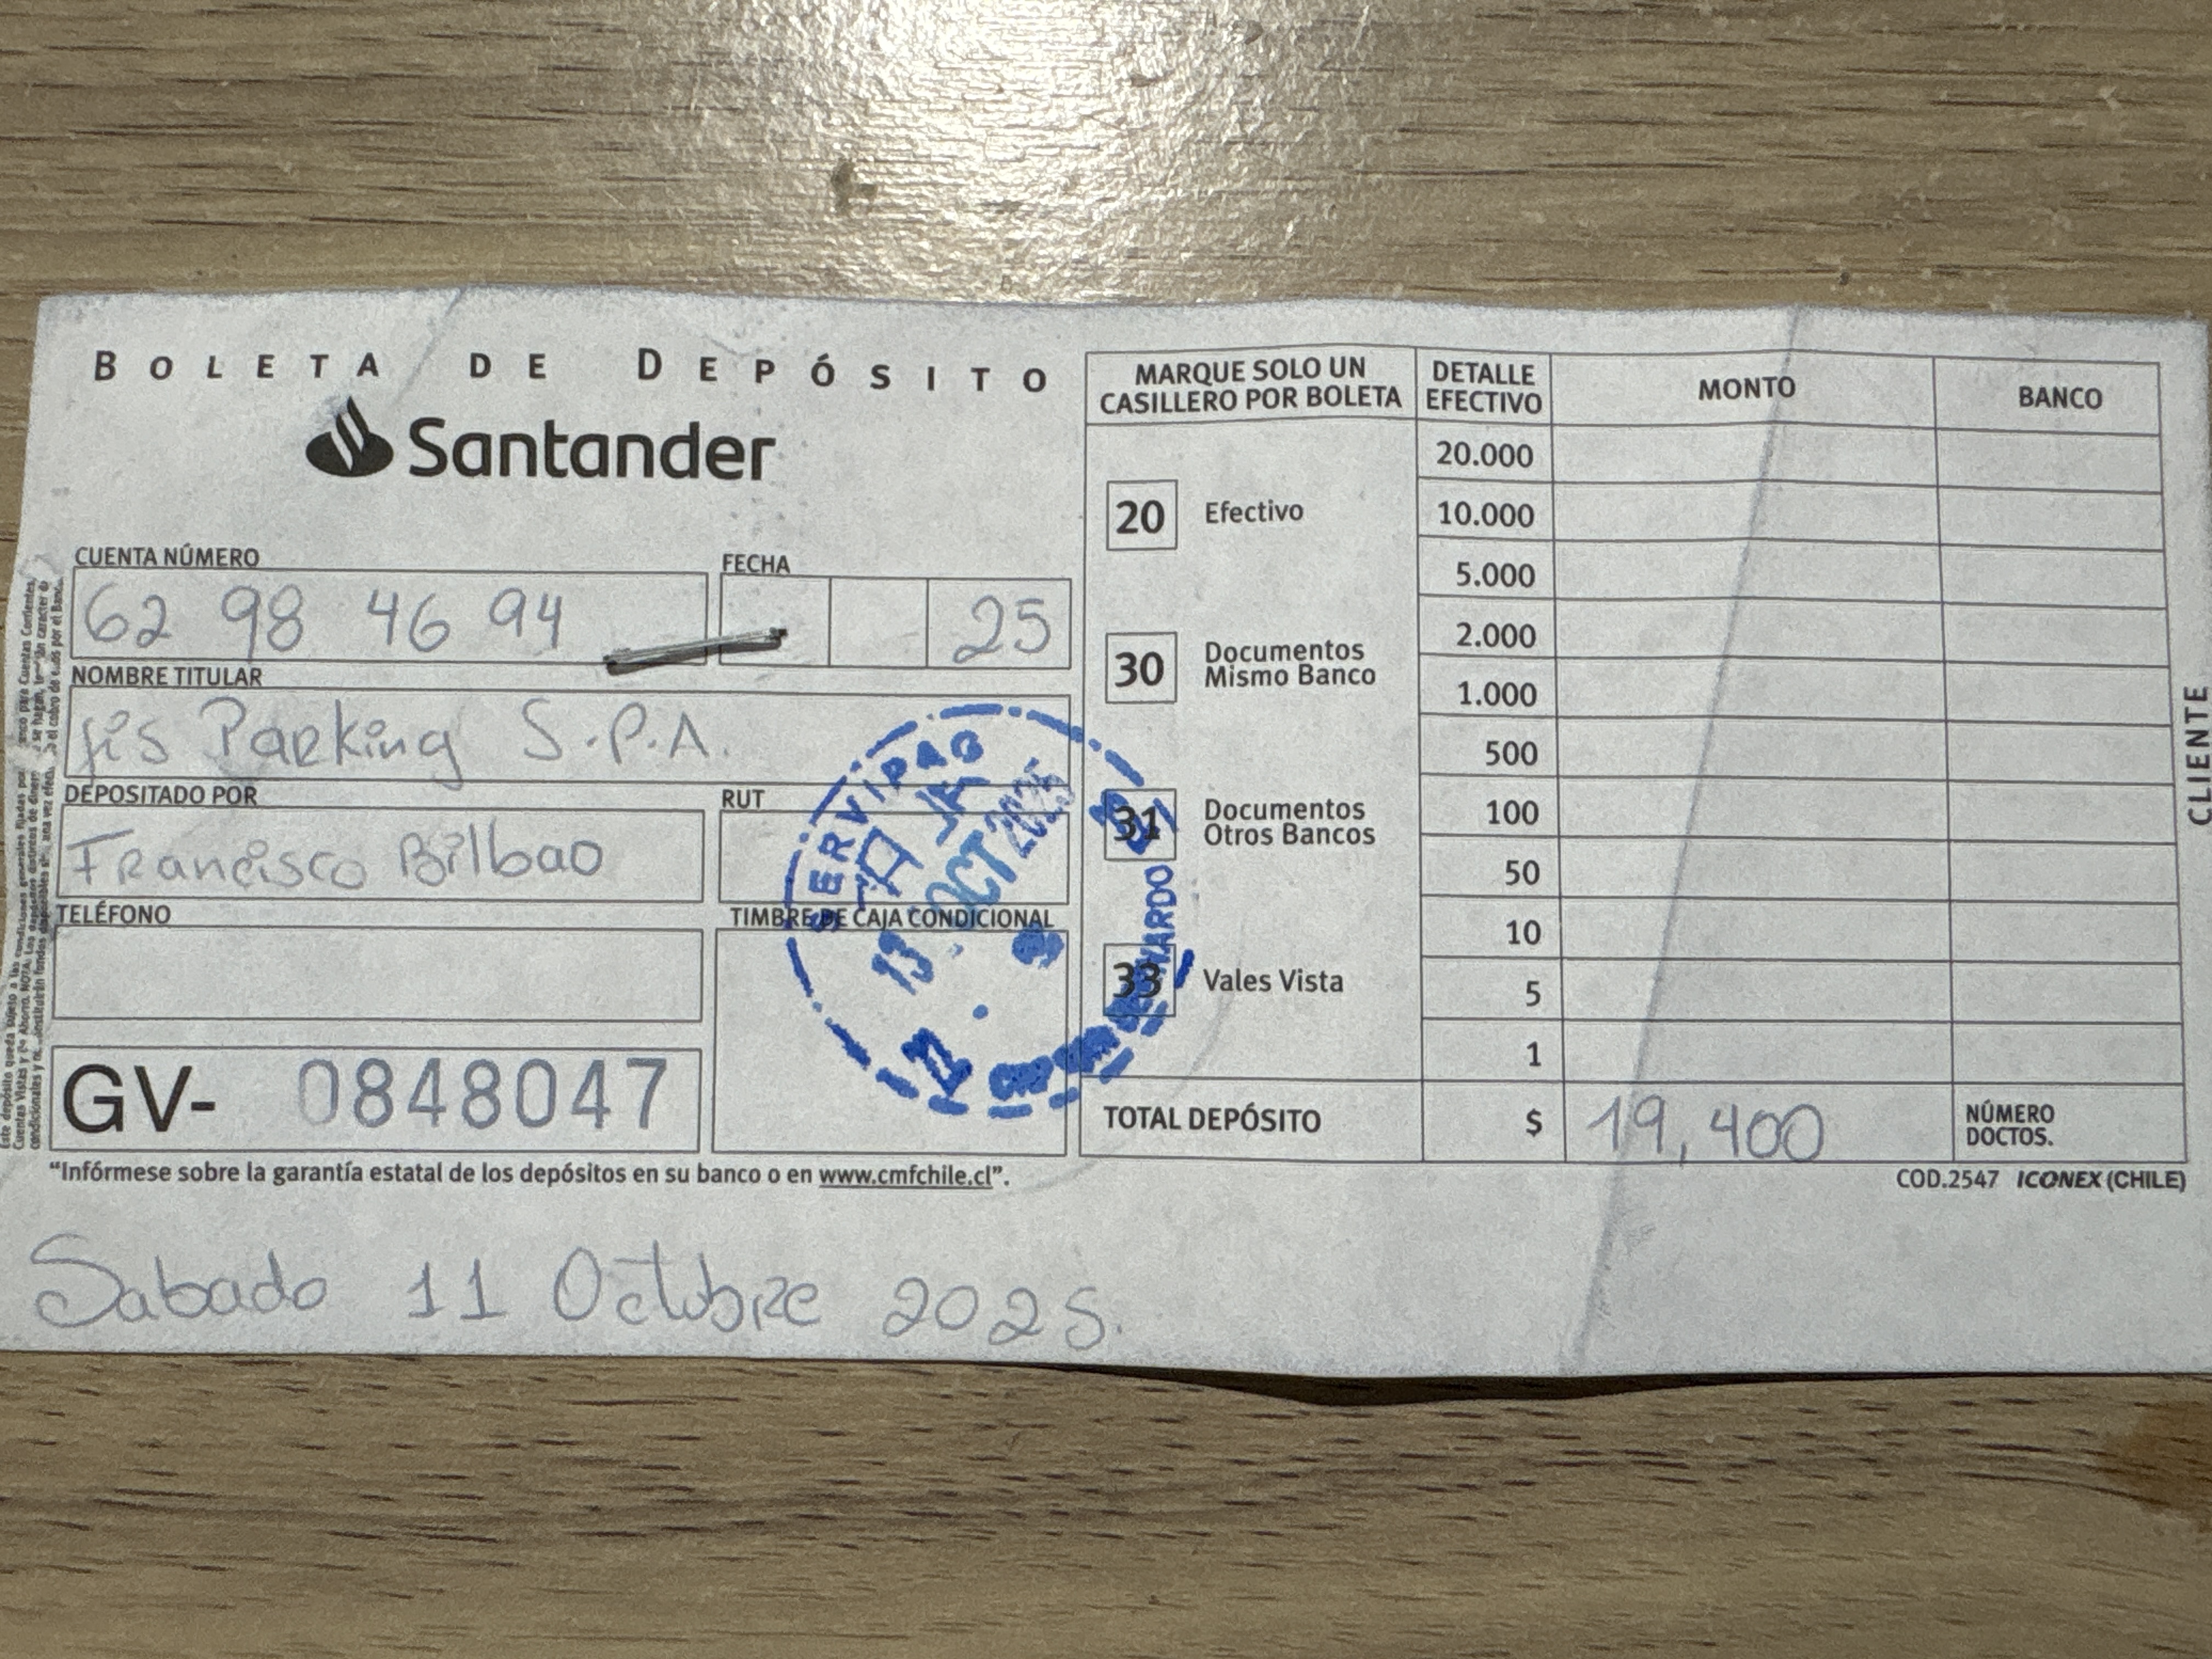 BOLETA DE DEPÓSITO
Santander
CUENTA NÚMERO
62 98 46 94
FECHA
25
NOMBRE TITULAR
Jis Parking S.P.A.
DEPOSITADO POR
Francisco Bilbao
RUT
TELÉFONO
TIMBRE DE CAJA CONDICIONAL
SERVIPAG
13 OCT 2025
GV- 0848047
"Infórmese sobre la garantía estatal de los depósitos en su banco o en www.cmfchile.cl".
MARQUE SOLO UN
CASILLERO POR BOLETA
20 Efectivo
30 Documentos
Mismo Banco
31 Documentos
Otros Bancos
33 Vales Vista
DETALLE
EFECTIVO
MONTO
BANCO
20.000
10.000
5.000
2.000
1.000
500
100
50
10
5
1
TOTAL DEPÓSITO $ 19,400
NÚMERO
DOCTOS.
COD.2547 ICONEX (CHILE)
CLIENTE
Sabado 11 Octubre 2025.